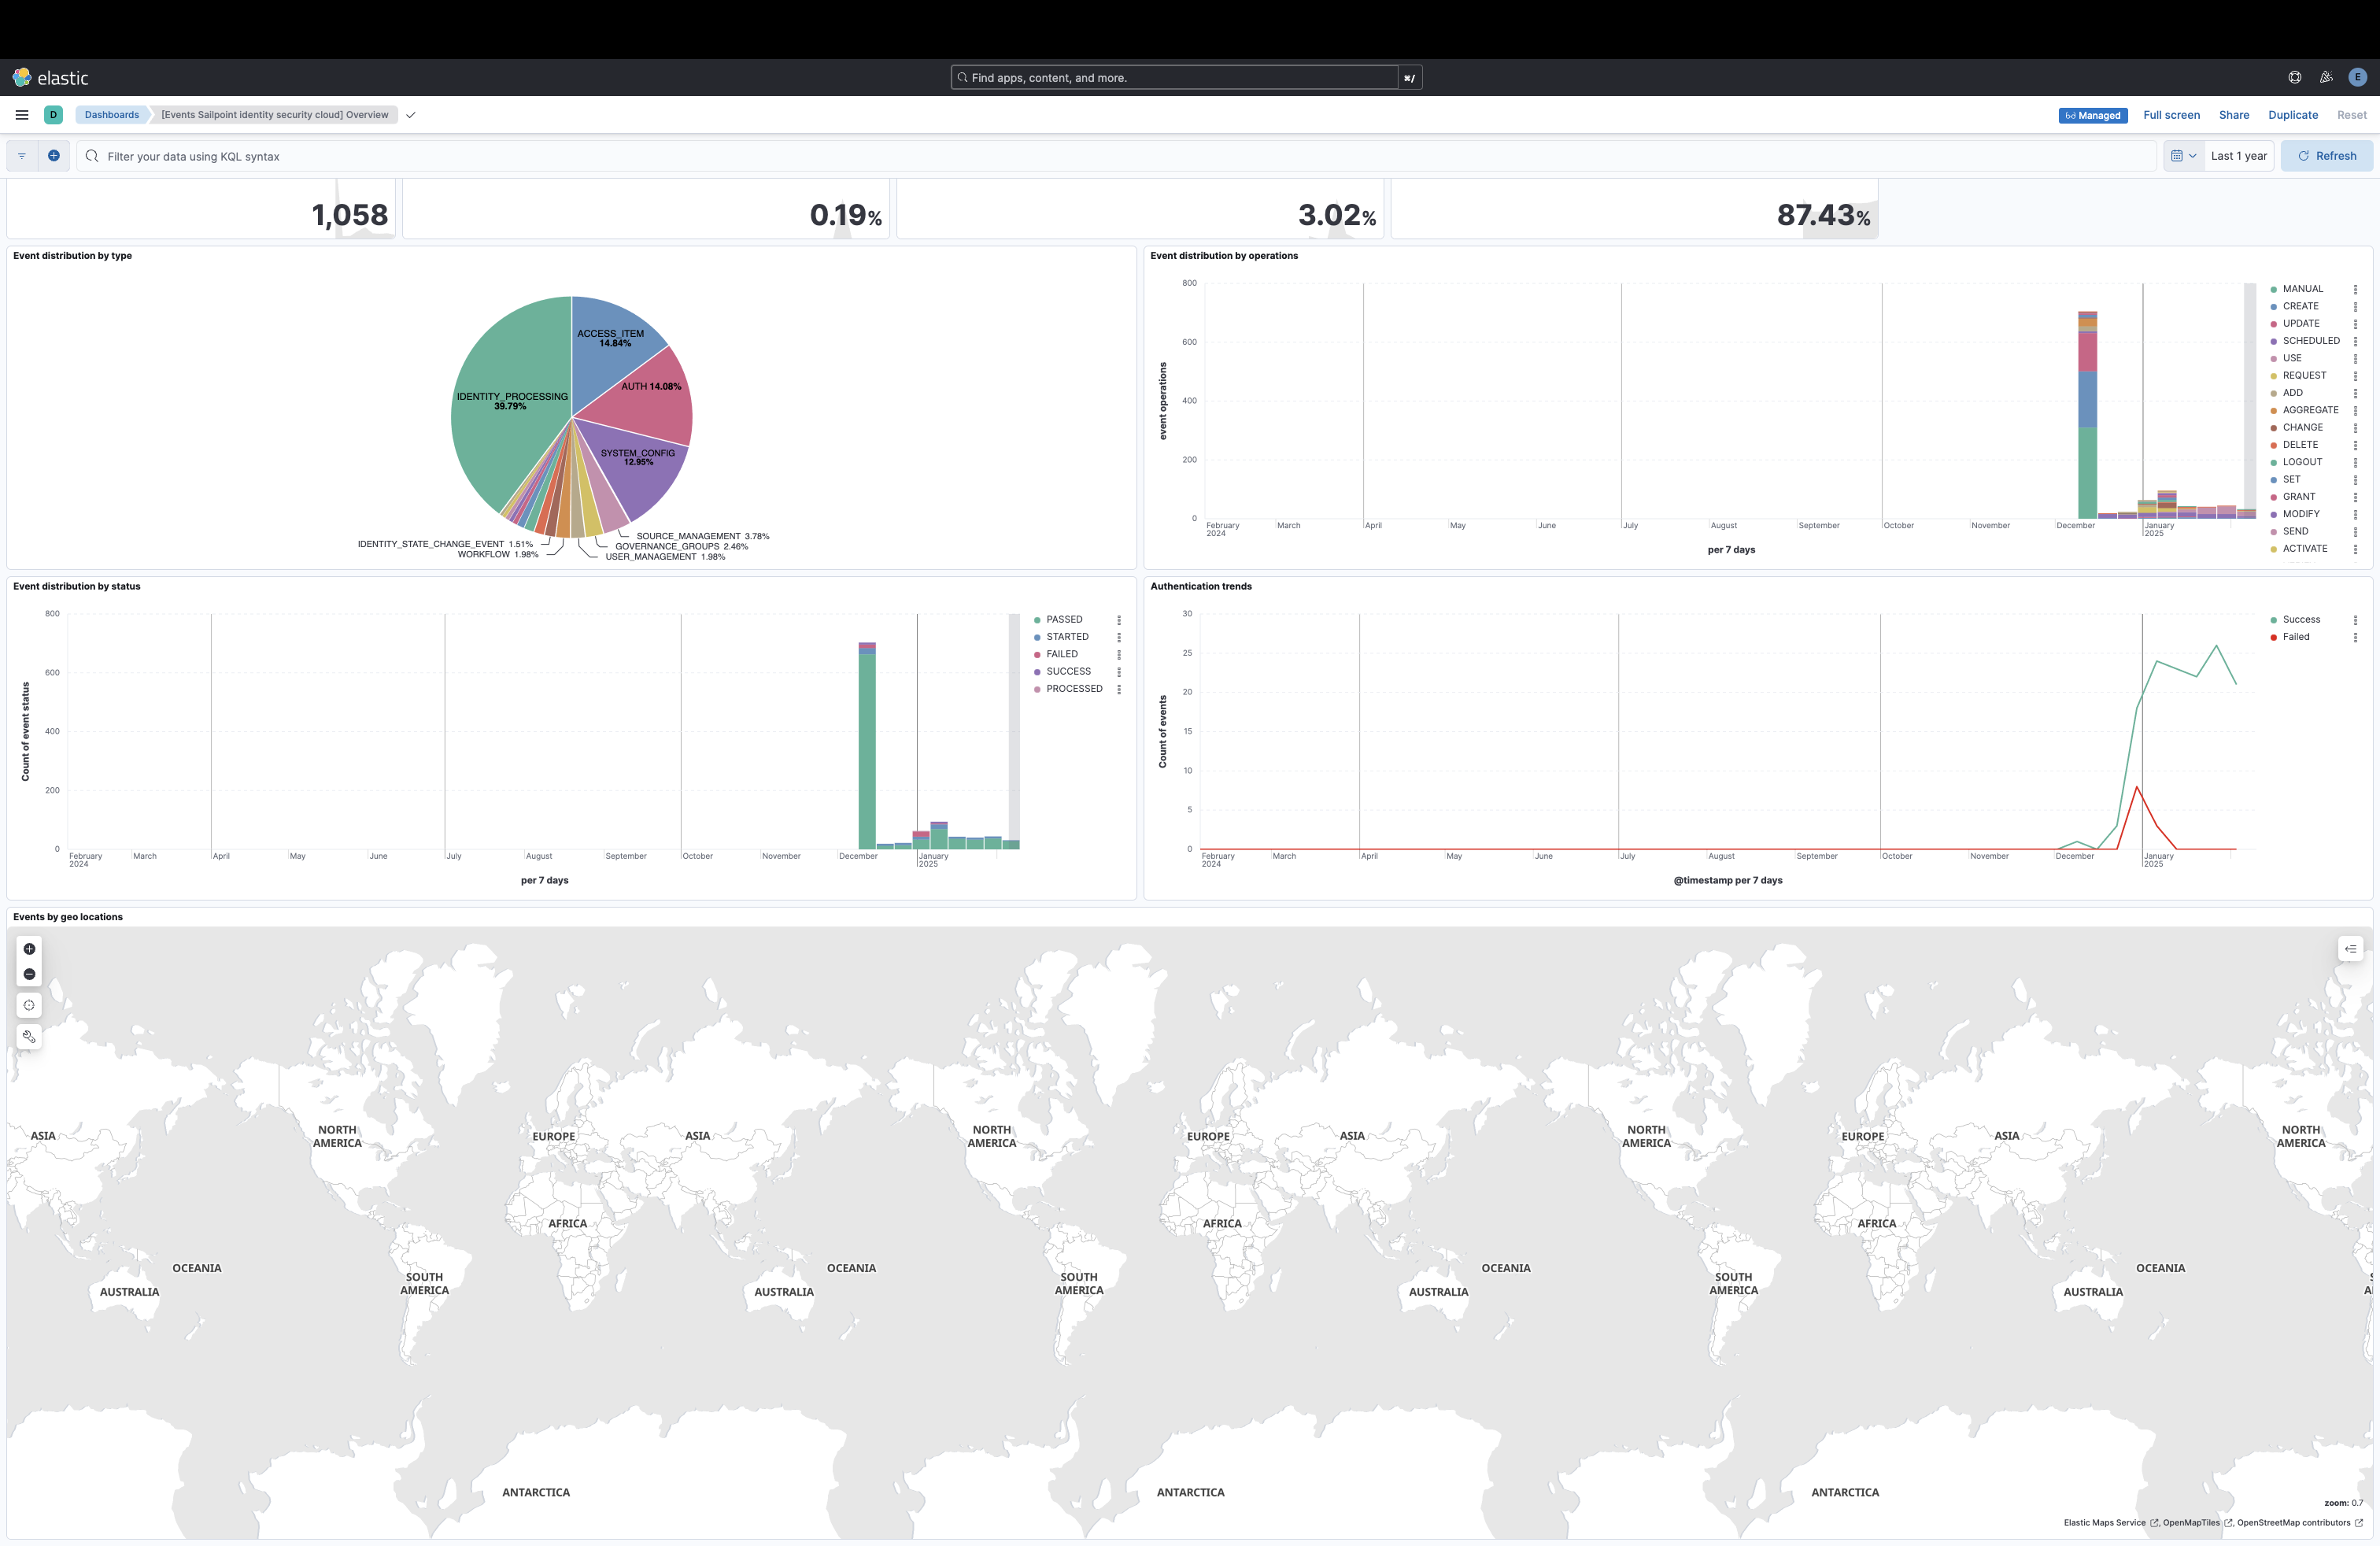 elastic
Find apps, content, and more.
⌘/
E
D
Dashboards
[Events Sailpoint identity security cloud] Overview
Managed
Full screen
Share
Duplicate
Reset
Filter your data using KQL syntax
Last 1 year
Refresh
1,058
0.19%
3.02%
87.43%
Event distribution by type
ACCESS_ITEM
14.84%
AUTH 14.08%
IDENTITY_PROCESSING
39.79%
SYSTEM_CONFIG
12.95%
SOURCE_MANAGEMENT 3.78%
IDENTITY_STATE_CHANGE_EVENT 1.51%
GOVERNANCE_GROUPS 2.46%
WORKFLOW 1.98%
USER_MANAGEMENT 1.98%
Event distribution by operations
event operations
800
600
400
200
0
February
2024
March
April
May
June
July
August
September
October
November
December
January
2025
per 7 days
MANUAL
CREATE
UPDATE
SCHEDULED
USE
REQUEST
ADD
AGGREGATE
CHANGE
DELETE
LOGOUT
SET
GRANT
MODIFY
SEND
ACTIVATE
Event distribution by status
Count of event status
800
600
400
200
0
February
2024
March
April
May
June
July
August
September
October
November
December
January
2025
per 7 days
PASSED
STARTED
FAILED
SUCCESS
PROCESSED
Authentication trends
Count of events
30
25
20
15
10
5
0
February
2024
March
April
May
June
July
August
September
October
November
December
January
2025
@timestamp per 7 days
Success
Failed
Events by geo locations
ASIA
NORTH
AMERICA
EUROPE
ASIA
NORTH
AMERICA
EUROPE
ASIA
NORTH
AMERICA
EUROPE
ASIA
NORTH
AMERICA
AFRICA
AFRICA
AFRICA
OCEANIA
OCEANIA
OCEANIA
OCEANIA
AUSTRALIA
SOUTH
AMERICA
AUSTRALIA
SOUTH
AMERICA
AUSTRALIA
SOUTH
AMERICA
AUSTRALIA
ANTARCTICA
ANTARCTICA
ANTARCTICA
zoom: 0.7
Elastic Maps Service, OpenMapTiles, OpenStreetMap contributors